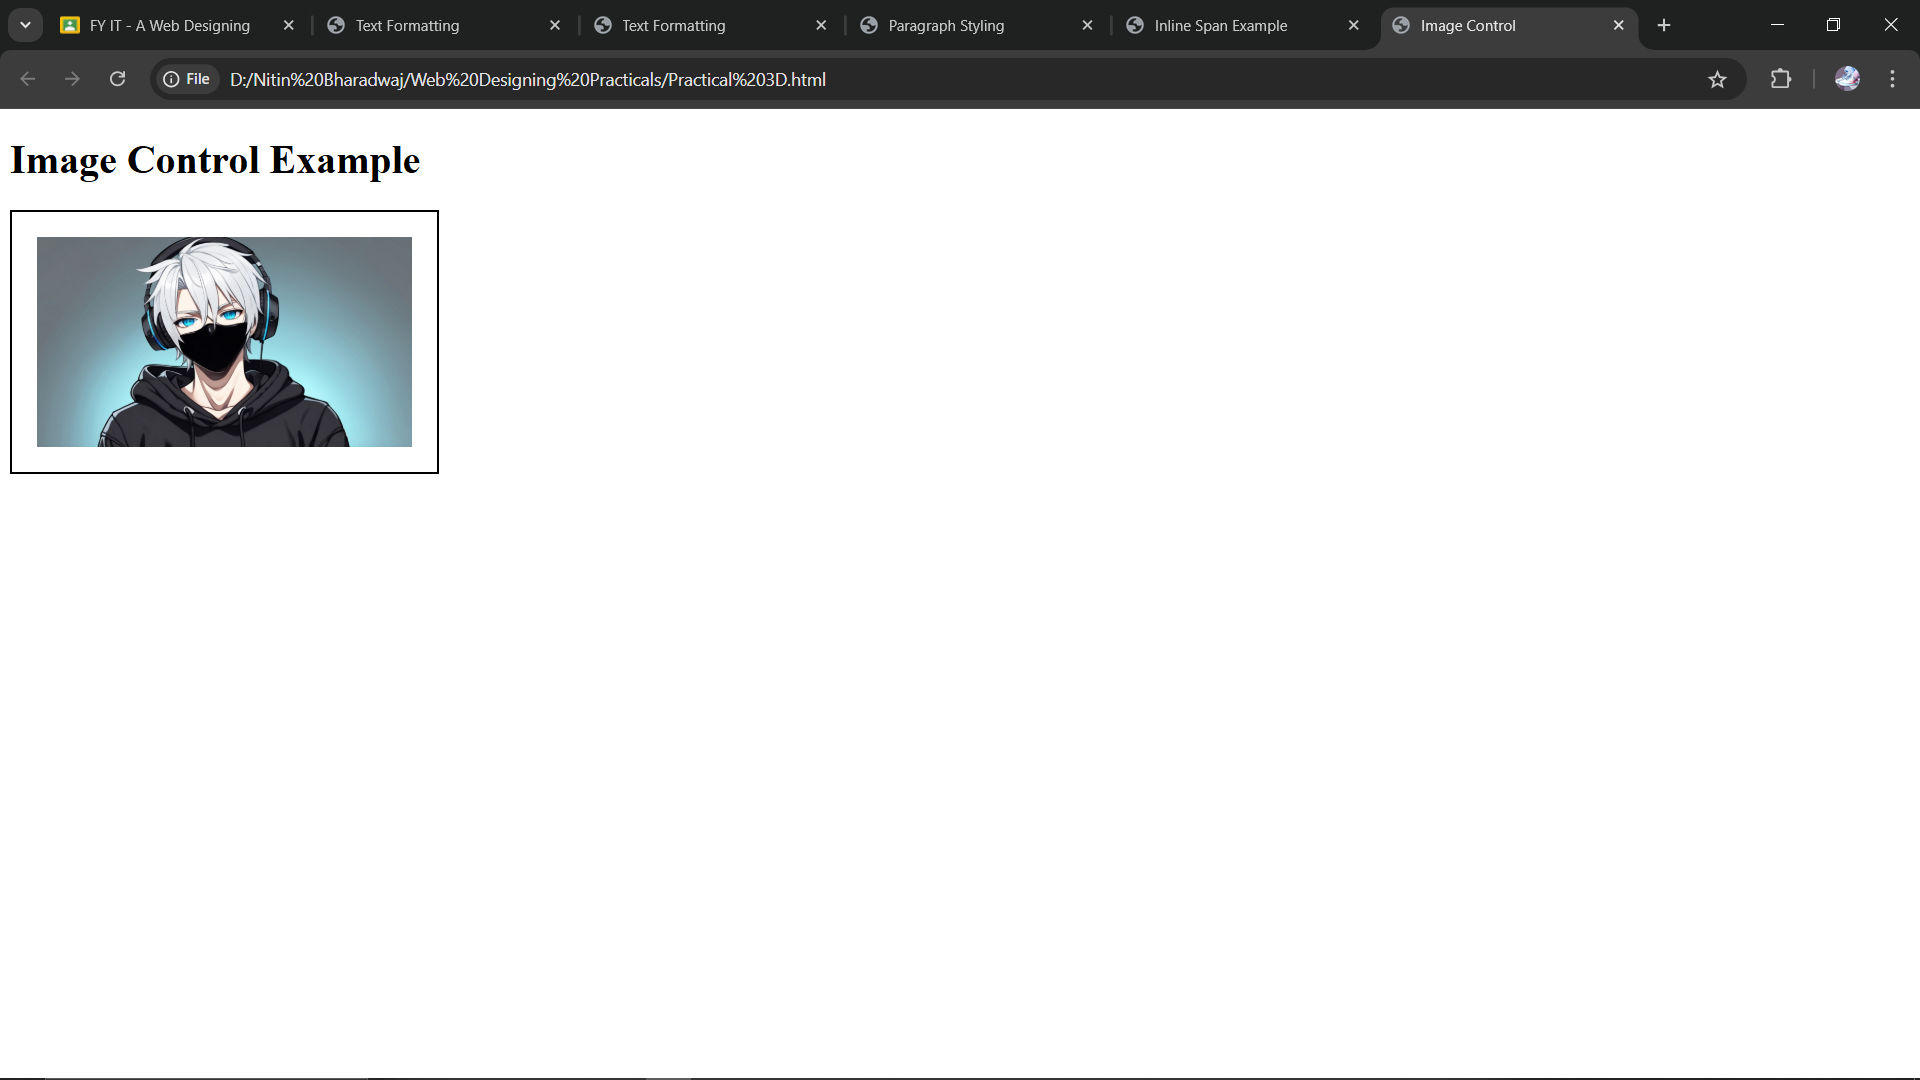 FY IT - A Web Designing
Text Formatting
Text Formatting
Paragraph Styling
Inline Span Example
Image Control
File
D:/Nitin%20Bharadwaj/Web%20Designing%20Practicals/Practical%203D.html
Image Control Example